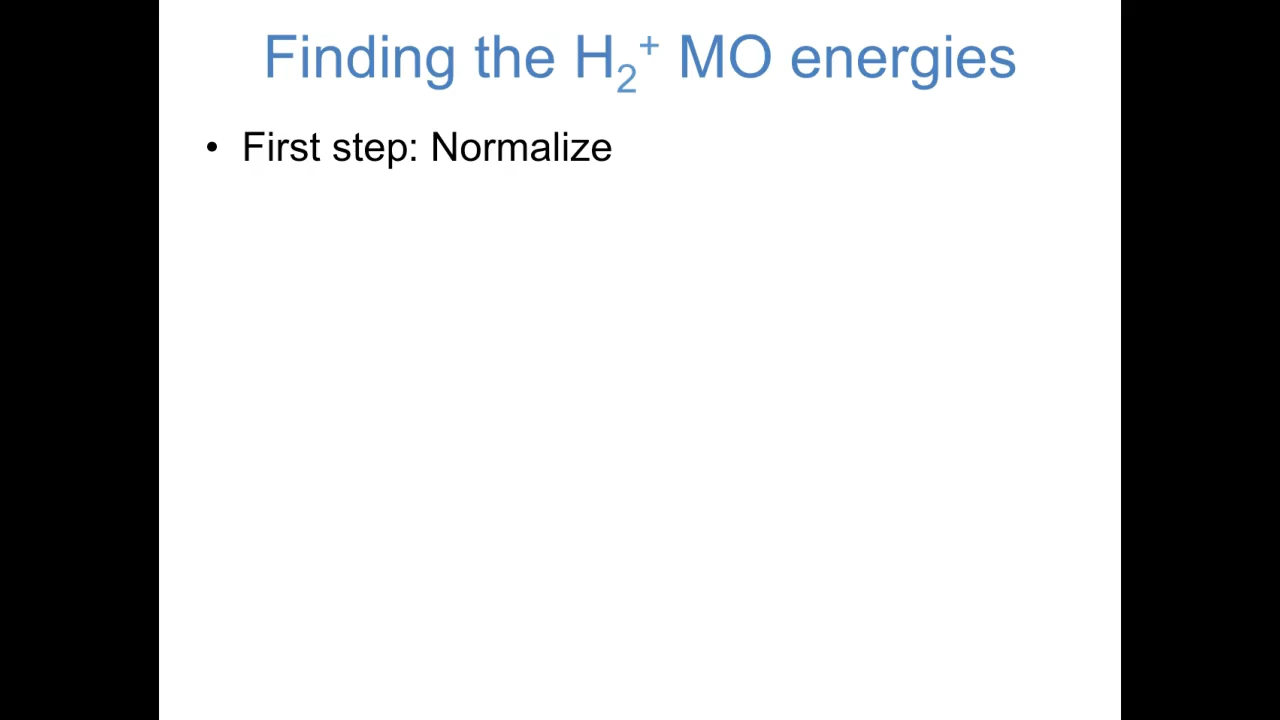 Finding the H₂⁺ MO energies
• First step: Normalize